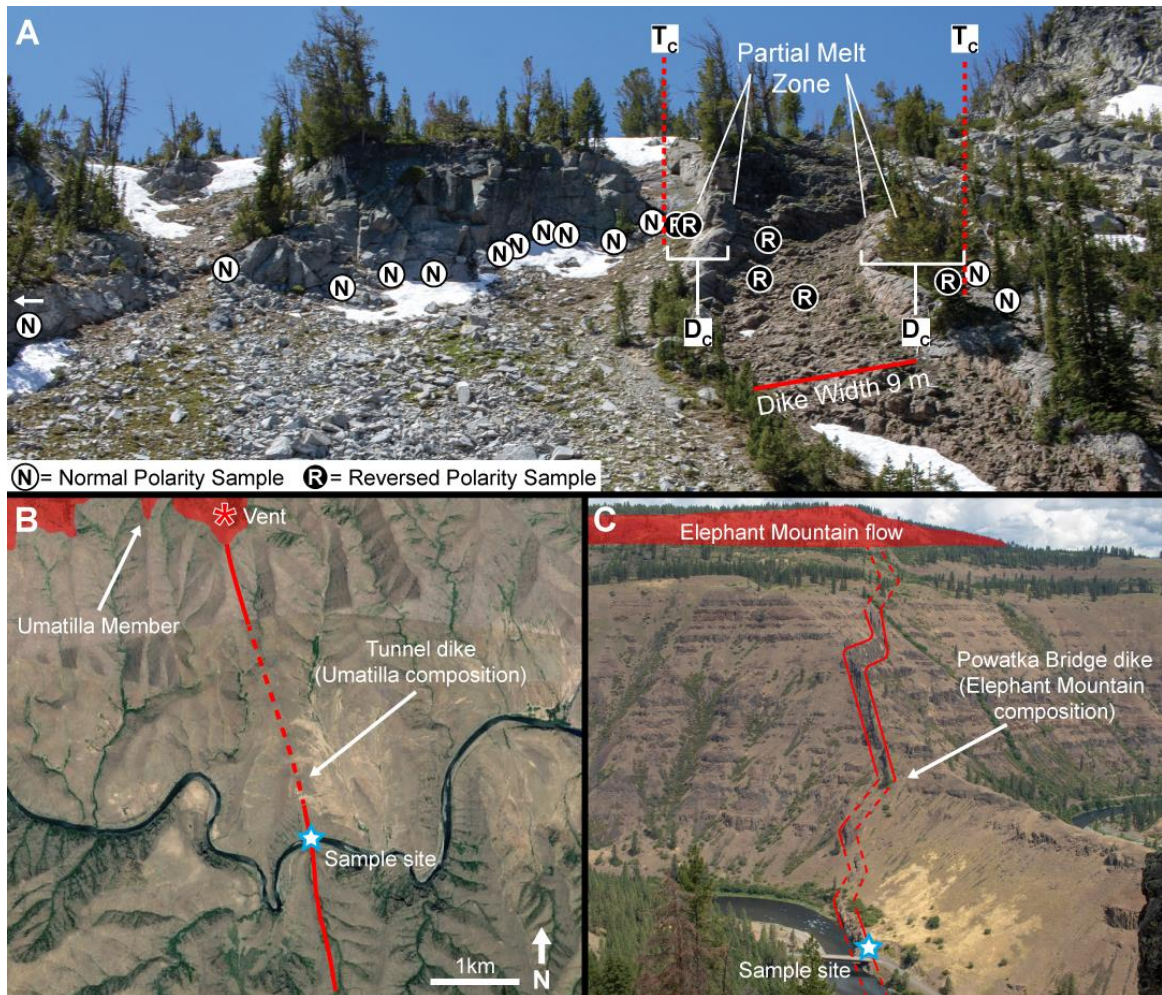 A
Tc
Partial Melt
Zone
Tc
N
N
N
N
N
N
N
N
N
N
R
R
R
R
R
R
N
N
N
Dc
Dc
Dike Width 9 m
N = Normal Polarity Sample R = Reversed Polarity Sample
B
Vent
Umatilla Member
Tunnel dike
(Umatilla composition)
Sample site
1km
N
C
Elephant Mountain flow
Powatka Bridge dike
(Elephant Mountain
composition)
Sample site